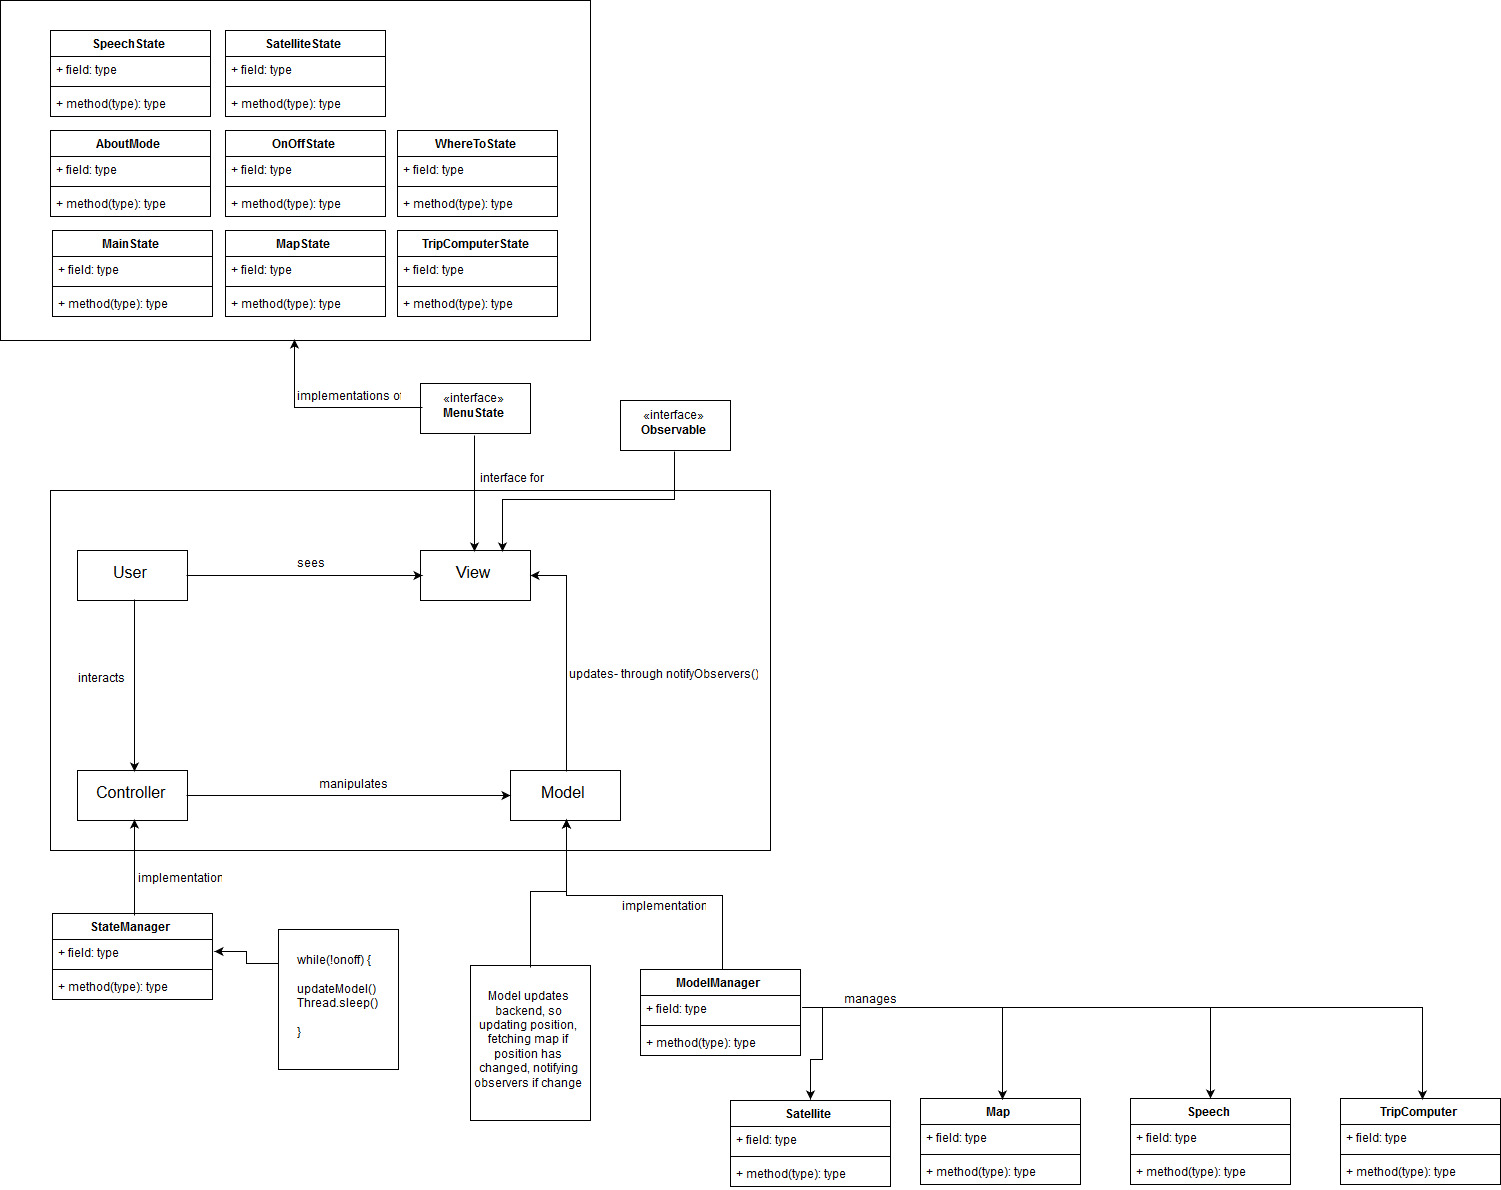 SpeechState
+ field: type
+ method(type): type
SatelliteState
+ field: type
+ method(type): type
AboutMode
+ field: type
+ method(type): type
OnOffState
+ field: type
+ method(type): type
WhereToState
+ field: type
+ method(type): type
MainState
+ field: type
+ method(type): type
MapState
+ field: type
+ method(type): type
TripComputerState
+ field: type
+ method(type): type
implementations of
«interface»
MenuState
«interface»
Observable
interface for
User
sees
View
interacts
updates- through notifyObservers()
Controller
manipulates
Model
implementation
implementation
StateManager
+ field: type
+ method(type): type
while(!onoff) {
updateModel()
Thread.sleep()
}
Model updates
backend, so
updating position,
fetching map if
position has
changed, notifying
observers if change
ModelManager
+ field: type
+ method(type): type
manages
Satellite
+ field: type
+ method(type): type
Map
+ field: type
+ method(type): type
Speech
+ field: type
+ method(type): type
TripComputer
+ field: type
+ method(type): type